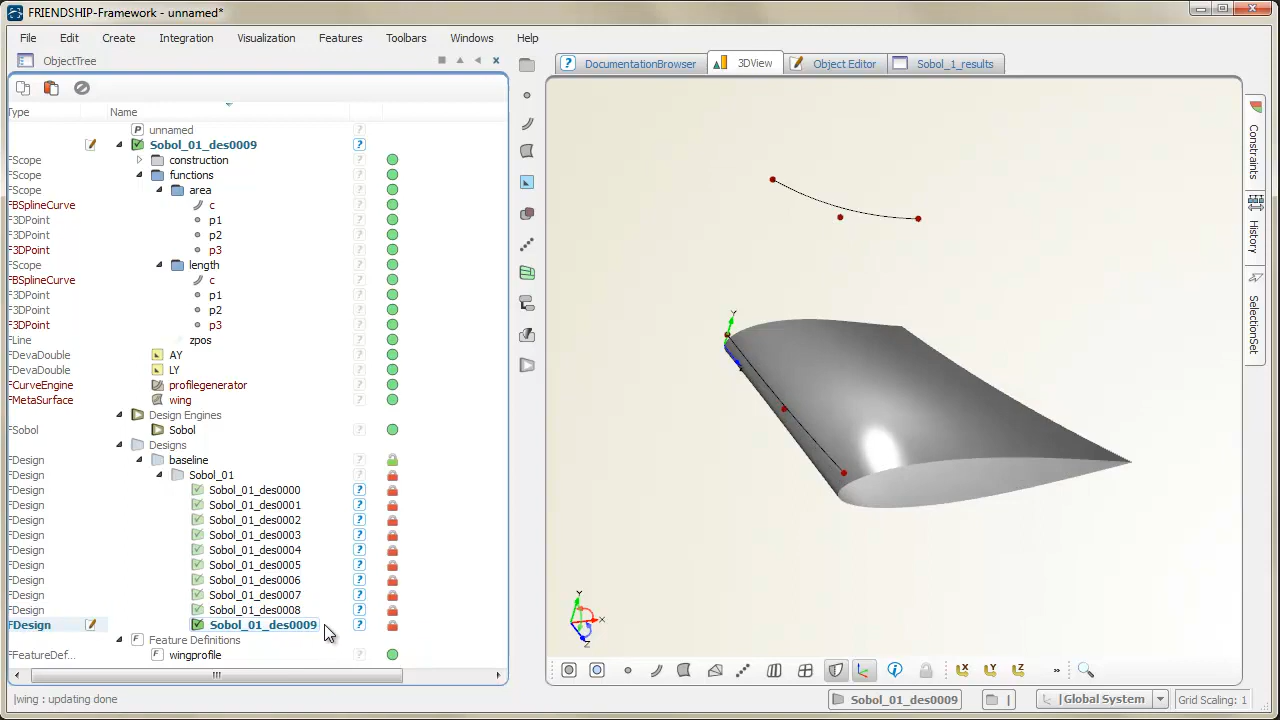 FRIENDSHIP-Framework - unnamed*
File Edit Create Integration Visualization Features Toolbars Windows Help
ObjectTree
DocumentationBrowser 3DView Object Editor Sobol_1_results
Type Name
P unnamed
Sobol_01_des0009 ?
FScope construction ?
FScope functions ?
FScope area ?
FBSplineCurve c ?
F3DPoint p1 ?
F3DPoint p2 ?
F3DPoint p3 ?
FScope length ?
FBSplineCurve c ?
F3DPoint p1 ?
F3DPoint p2 ?
F3DPoint p3 ?
FLine zpos ?
FDevaDouble AY ?
FDevaDouble LY ?
FCurveEngine profilegenerator ?
FMetaSurface wing ?
Design Engines
FSobol Sobol ?
Designs
FDesign baseline ?
FDesign Sobol_01 ?
FDesign Sobol_01_des0000 ?
FDesign Sobol_01_des0001 ?
FDesign Sobol_01_des0002 ?
FDesign Sobol_01_des0003 ?
FDesign Sobol_01_des0004 ?
FDesign Sobol_01_des0005 ?
FDesign Sobol_01_des0006 ?
FDesign Sobol_01_des0007 ?
FDesign Sobol_01_des0008 ?
FDesign Sobol_01_des0009 ?
F Feature Definitions
FFeatureDef... F wingprofile ?
Y
Y
X
Z
Constraints
History
SelectionSet
X Y Z »
|wing : updating done
Sobol_01_des0009 | |Global System Grid Scaling: 1